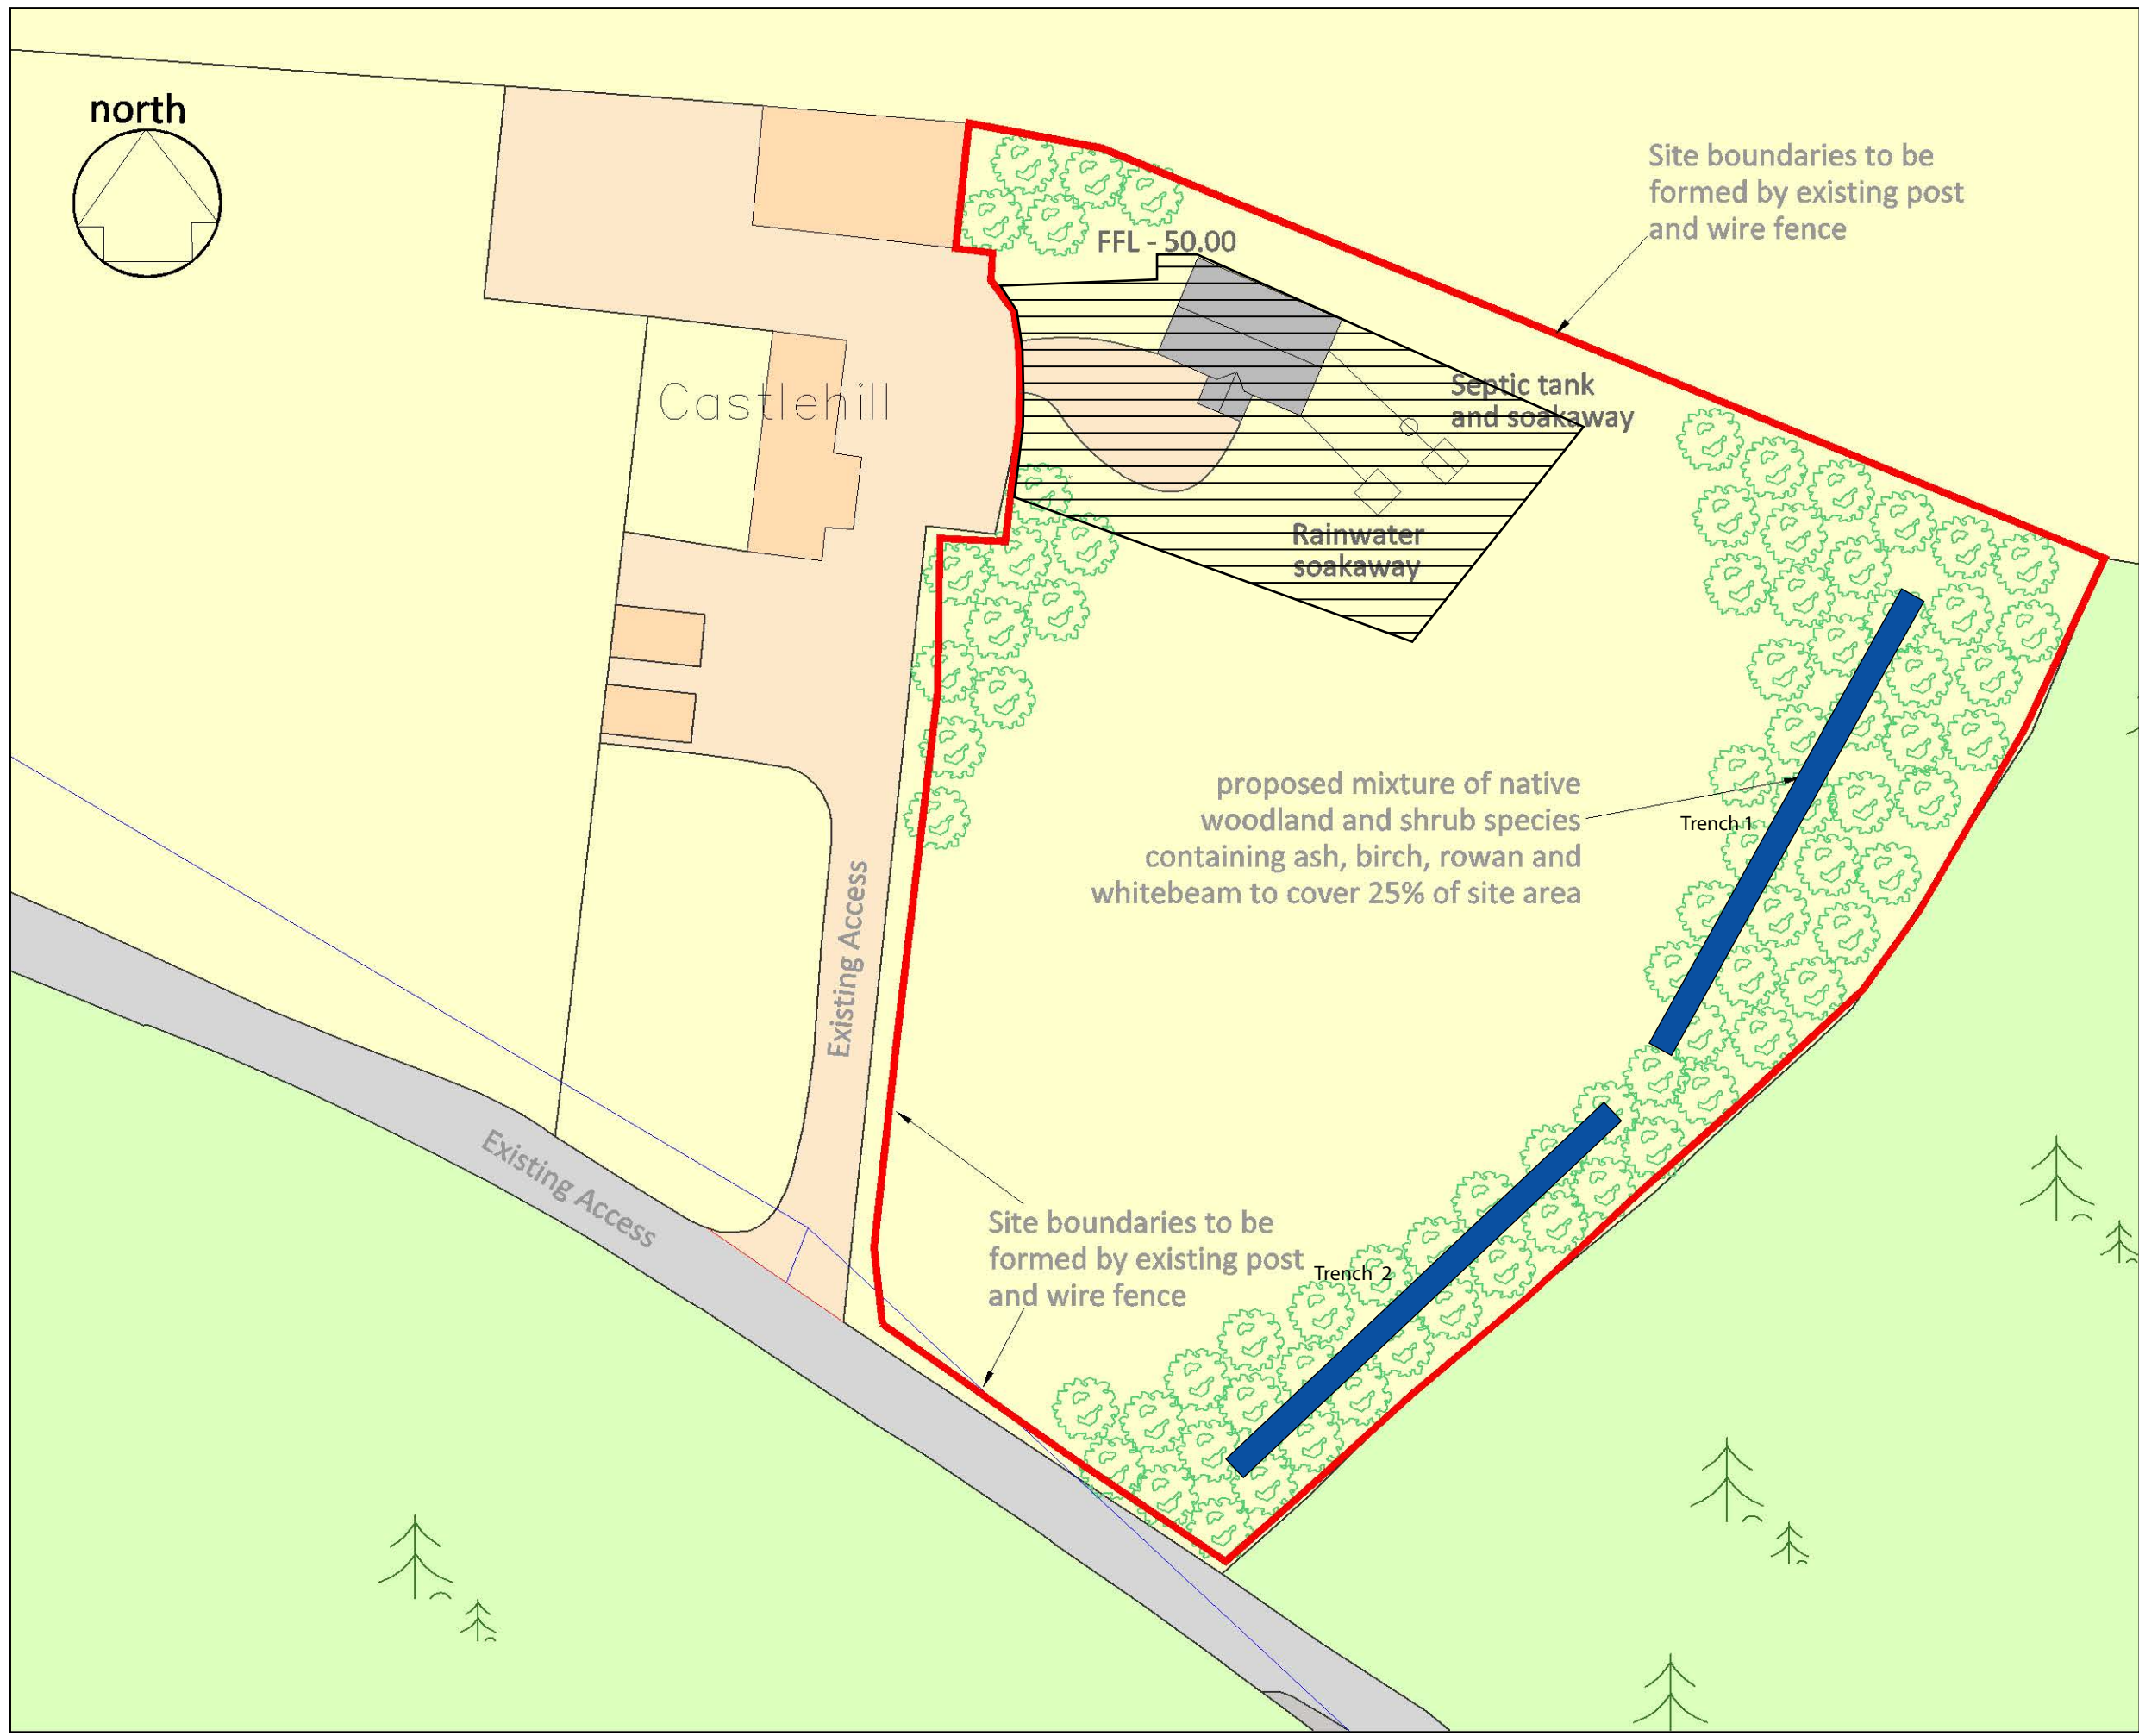 north
Site boundaries to be
formed by existing post
and wire fence
FFL - 50.00
Castlehill
Septic tank
and soakaway
Rainwater
soakaway
proposed mixture of native
woodland and shrub species
containing ash, birch, rowan and
whitebeam to cover 25% of site area
Trench 1
Existing Access
Existing Access
Site boundaries to be
formed by existing post
and wire fence
Trench 2